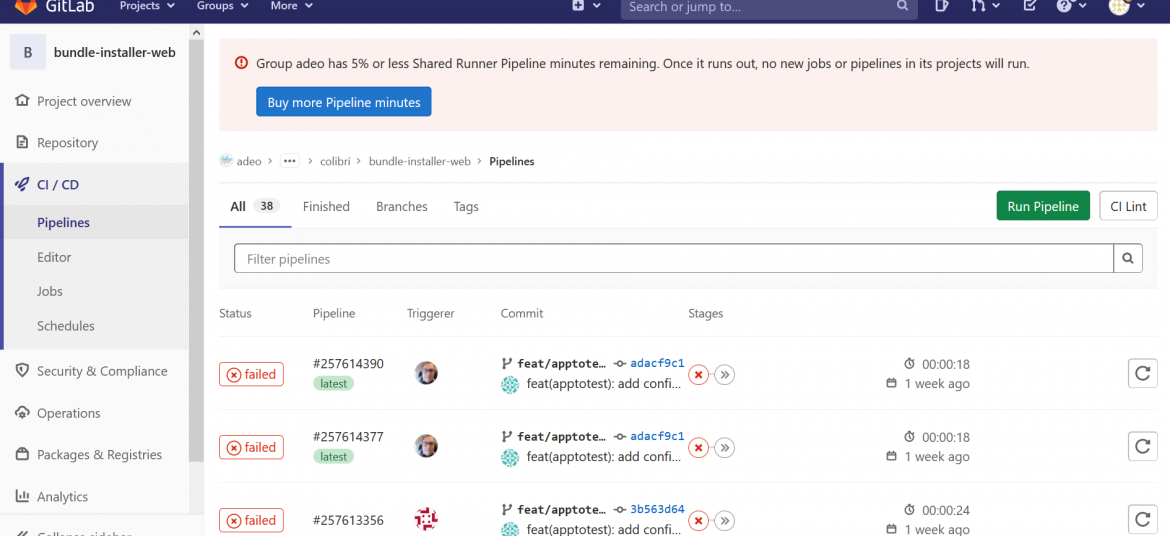 GitLab
Projects
Groups
More
Search or jump to...
B
bundle-installer-web
Project overview
Repository
CI / CD
Pipelines
Editor
Jobs
Schedules
Security & Compliance
Operations
Packages & Registries
Analytics
Collapse sidebar
Group adeo has 5% or less Shared Runner Pipeline minutes remaining. Once it runs out, no new jobs or pipelines in its projects will run.
Buy more Pipeline minutes
adeo › ••• › colibri › bundle-installer-web › Pipelines
All 38 Finished Branches Tags
Run Pipeline CI Lint
Filter pipelines
Status Pipeline Triggerer Commit Stages
failed
#257614390
latest
feat/apptote… adacf9c1
feat(apptotest): add confi…
00:00:18
1 week ago
failed
#257614377
latest
feat/apptote… adacf9c1
feat(apptotest): add confi…
00:00:18
1 week ago
failed
#257613356
feat/apptote… 3b563d64
feat(apptotest): add confi…
00:00:24
1 week ago